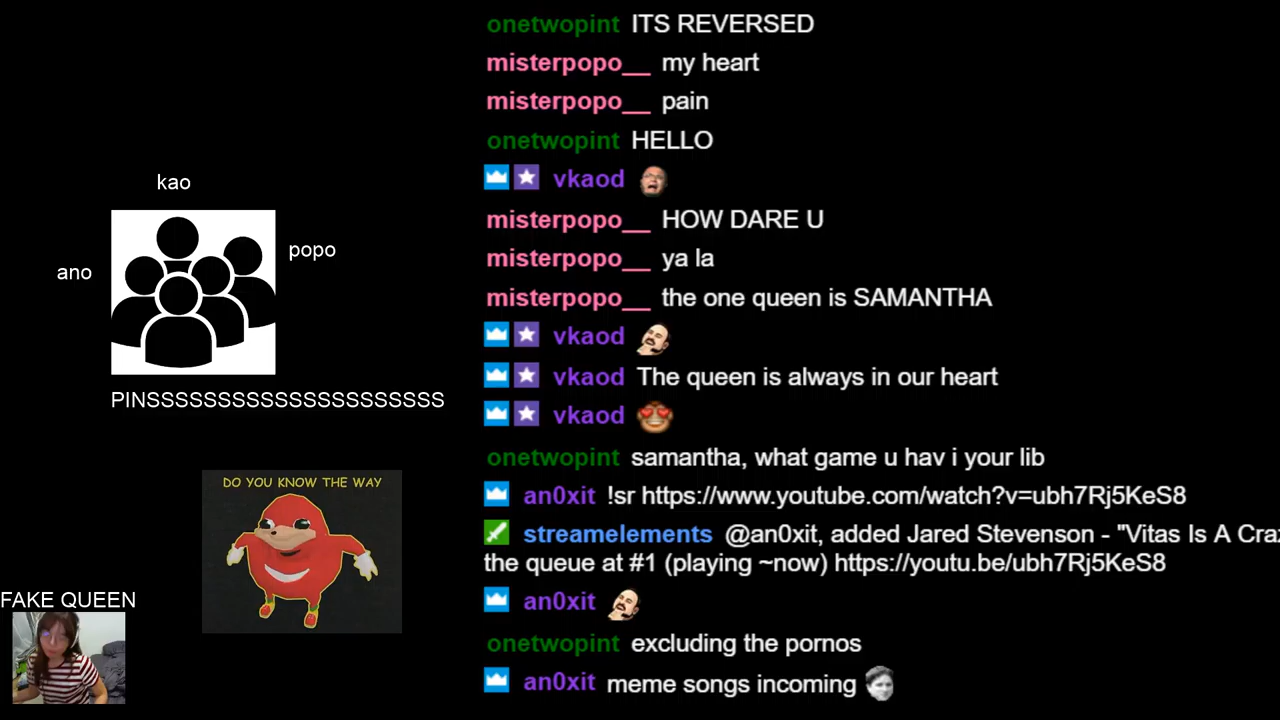 onetwopint ITS REVERSED
misterpopo__ my heart
misterpopo__ pain
onetwopint HELLO
vkaod
misterpopo__ HOW DARE U
misterpopo__ ya la
misterpopo__ the one queen is SAMANTHA
vkaod
vkaod The queen is always in our heart
vkaod
onetwopint samantha, what game u hav i your lib
an0xit !sr https://www.youtube.com/watch?v=ubh7Rj5KeS8
streamelements @an0xit, added Jared Stevenson - "Vitas Is A Craz
the queue at #1 (playing ~now) https://youtu.be/ubh7Rj5KeS8
an0xit
onetwopint excluding the pornos
an0xit meme songs incoming
kao
popo
ano
PINSSSSSSSSSSSSSSSSSSSSS
DO YOU KNOW THE WAY
FAKE QUEEN